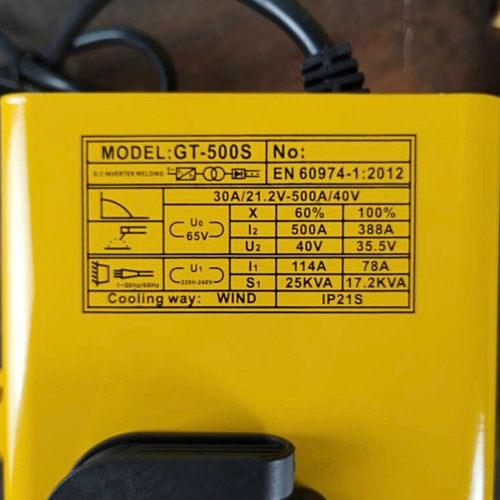 MODEL:GT-500S No:
D.C INVERTER WELDING EN 60974-1:2012
30A/21.2V-500A/40V
X 60% 100%
U0 65V I2 500A 388A
U2 40V 35.5V
U1 220V-240V I1 114A 78A
1~50HZ/60HZ S1 25KVA 17.2KVA
Cooling way: WIND IP21S